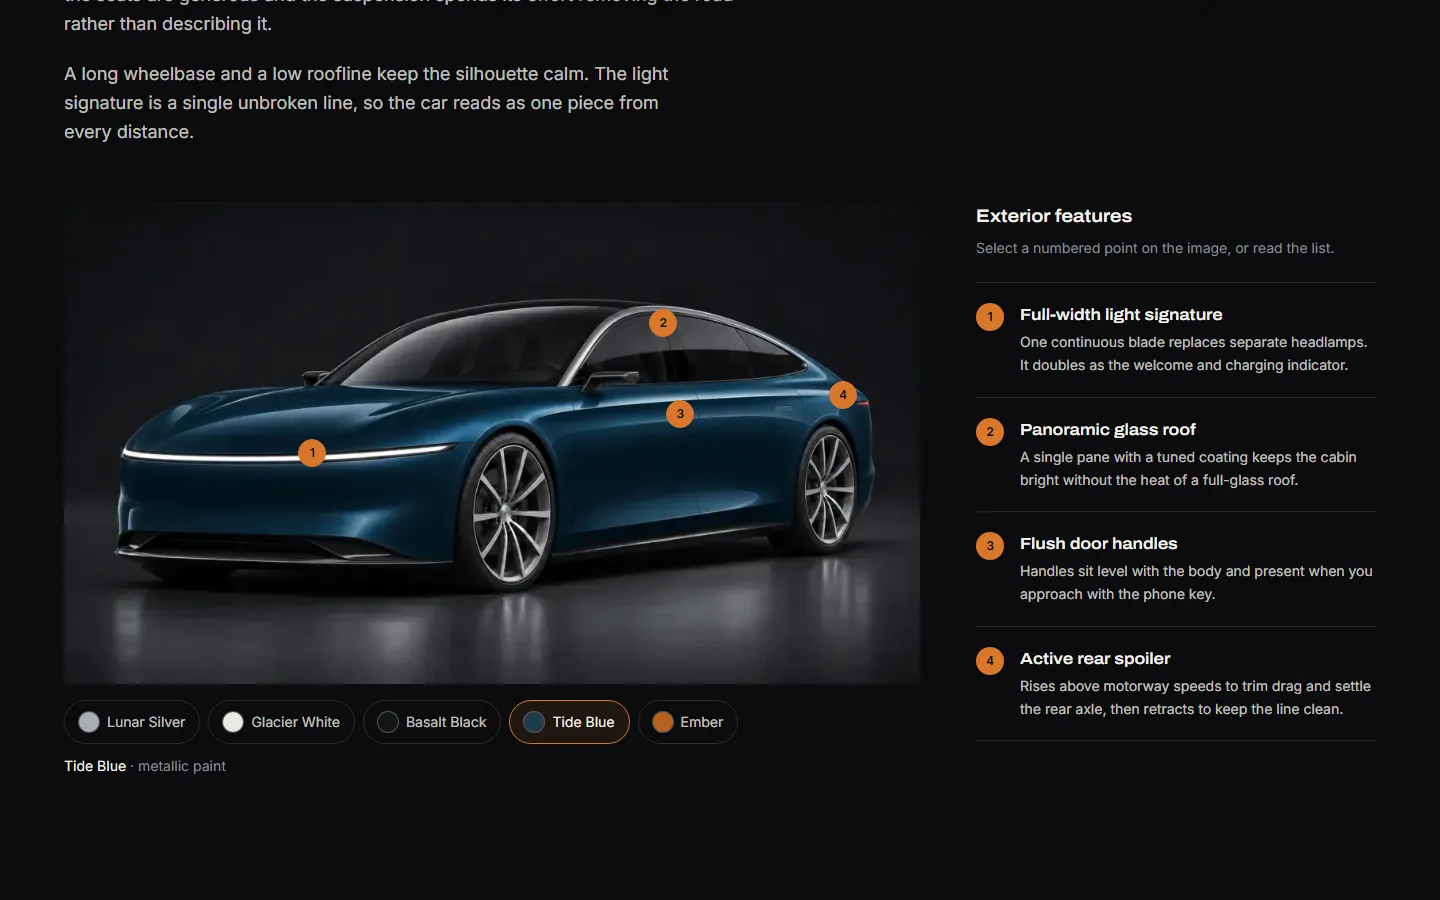 rather than describing it.
A long wheelbase and a low roofline keep the silhouette calm. The light
signature is a single unbroken line, so the car reads as one piece from
every distance.
Exterior features
Select a numbered point on the image, or read the list.
1
2
3
4
1
Full-width light signature
One continuous blade replaces separate headlamps.
It doubles as the welcome and charging indicator.
2
Panoramic glass roof
A single pane with a tuned coating keeps the cabin
bright without the heat of a full-glass roof.
3
Flush door handles
Handles sit level with the body and present when you
approach with the phone key.
4
Active rear spoiler
Rises above motorway speeds to trim drag and settle
the rear axle, then retracts to keep the line clean.
Lunar Silver
Glacier White
Basalt Black
Tide Blue
Ember
Tide Blue · metallic paint